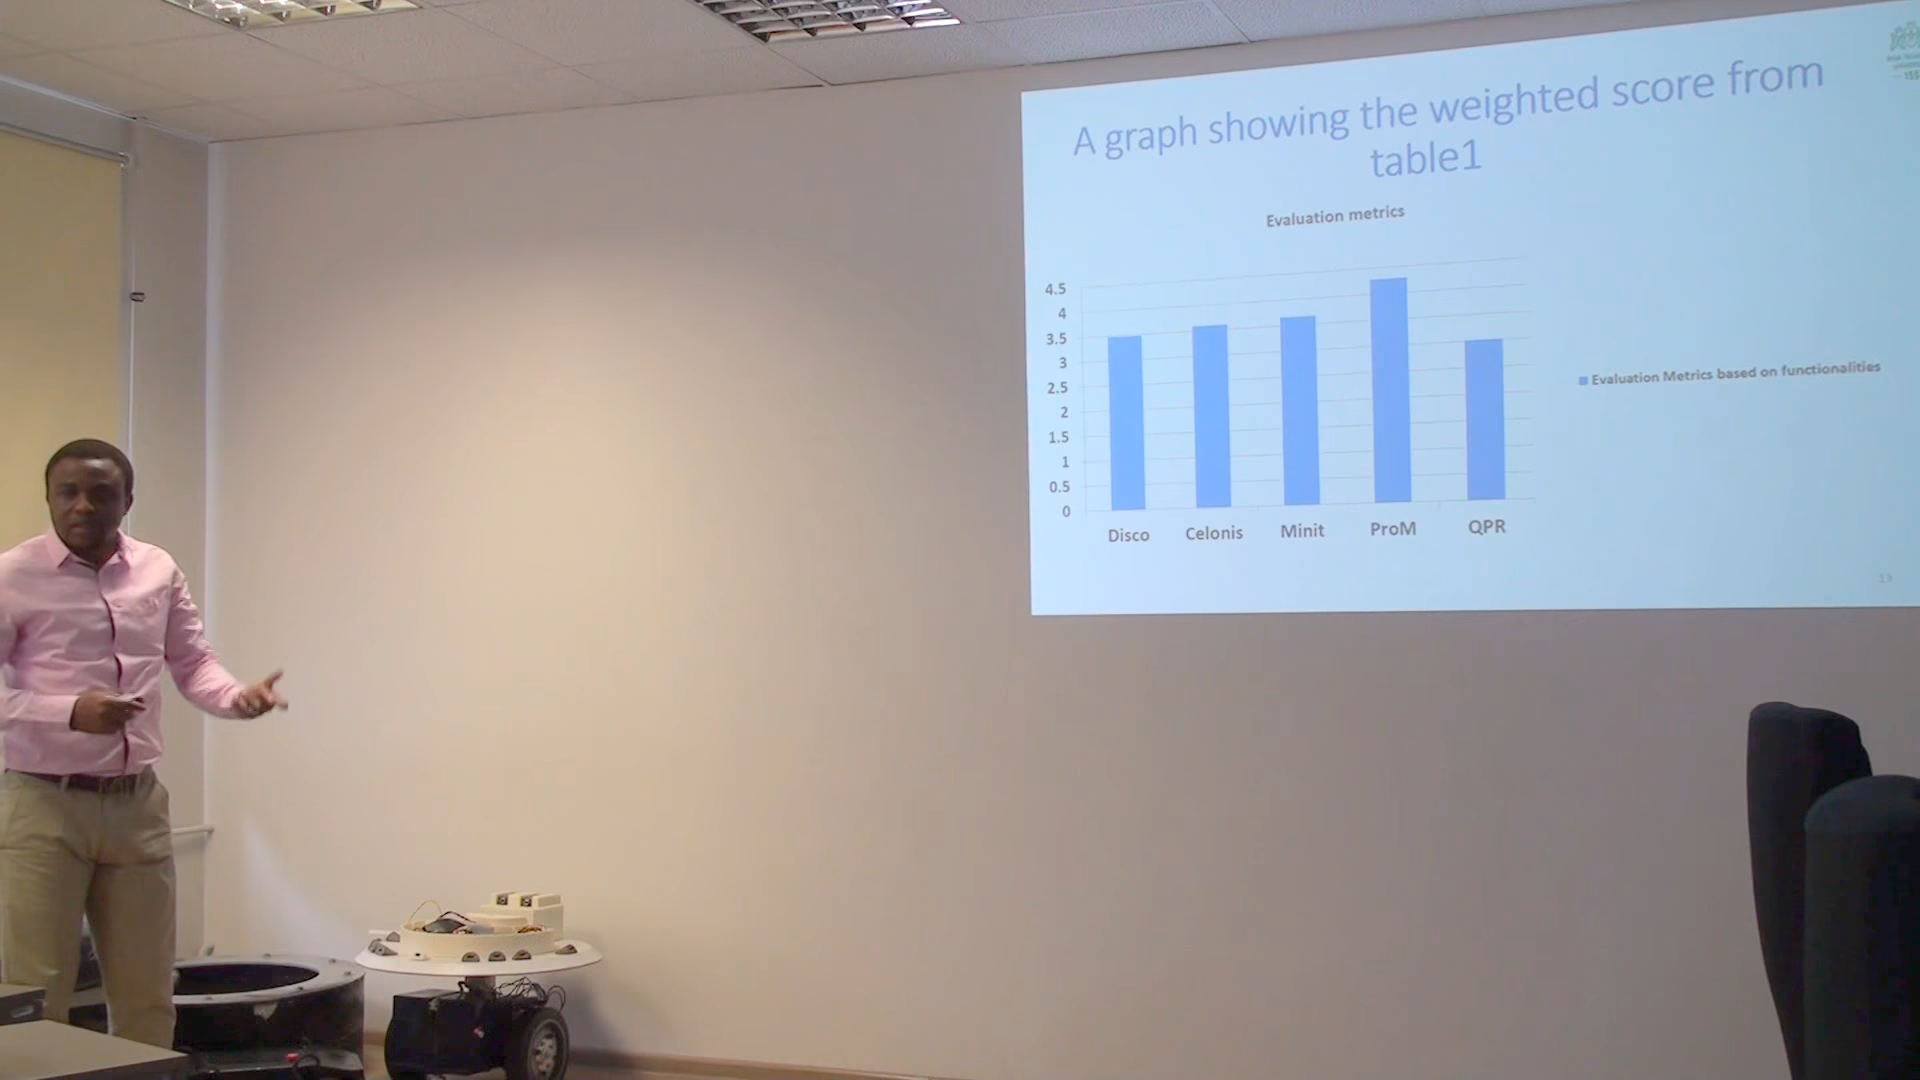 A graph showing the weighted score from
table1
Evaluation metrics
4.5
4
3.5
3
2.5
2
1.5
1
0.5
0
Disco Celonis Minit ProM QPR
Evaluation Metrics based on functionalities
13